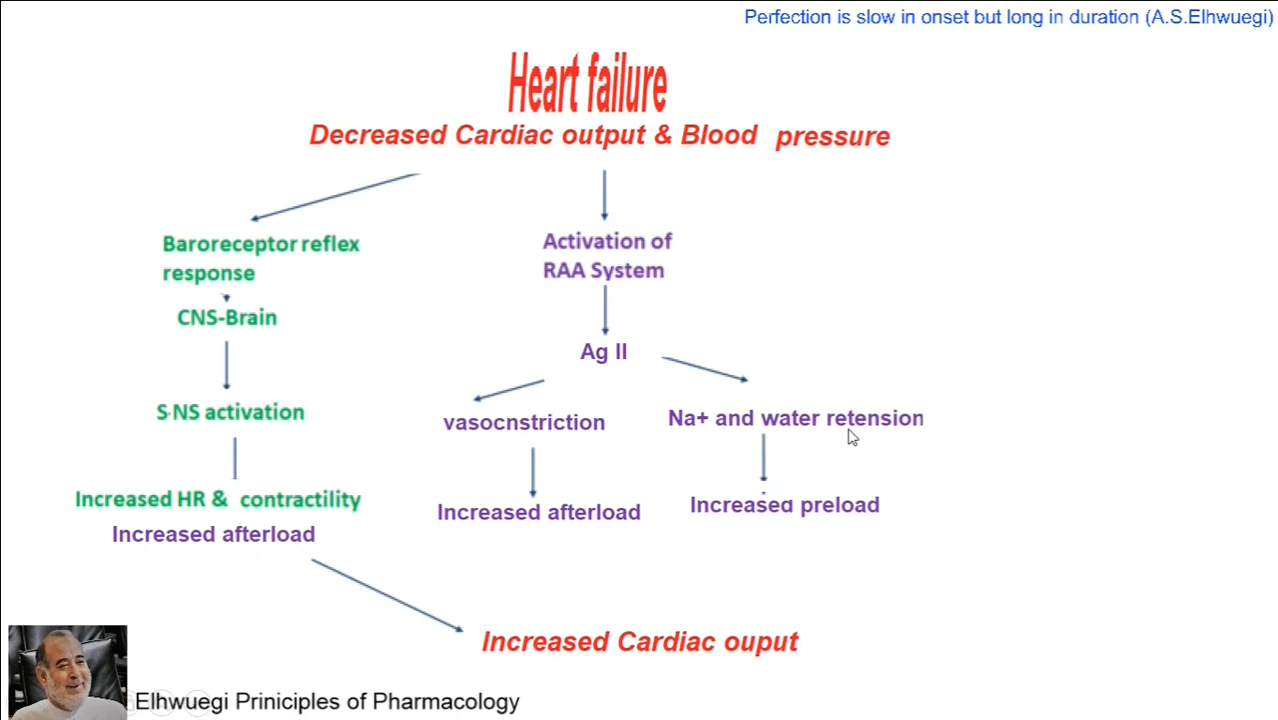 Perfection is slow in onset but long in duration (A.S.Elhwuegi)
Heart failure
Decreased Cardiac output & Blood pressure
Baroreceptor reflex
response
CNS-Brain
S.NS activation
Increased HR & contractility
Increased afterload
Activation of
RAA System
Ag II
vasocnstriction
Increased afterload
Na+ and water retension
Increased preload
Increased Cardiac ouput
Elhwuegi Priniciples of Pharmacology